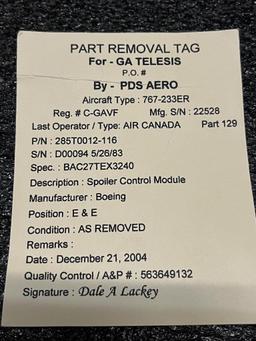 PART REMOVAL TAG
For - GA TELESIS
P.O. #
By - PDS AERO
Aircraft Type : 767-233ER
Reg. # C-GAVF Mfg. S/N : 22528
Last Operator / Type: AIR CANADA Part 129
P/N : 285T0012-116
S/N : D00094 5/26/83
Spec. : BAC27TEX3240
Description : Spoiler Control Module
Manufacturer : Boeing
Position : E & E
Condition : AS REMOVED
Remarks :
Date : December 21, 2004
Quality Control / A&P # : 563649132
Signature : Dale A Lackey